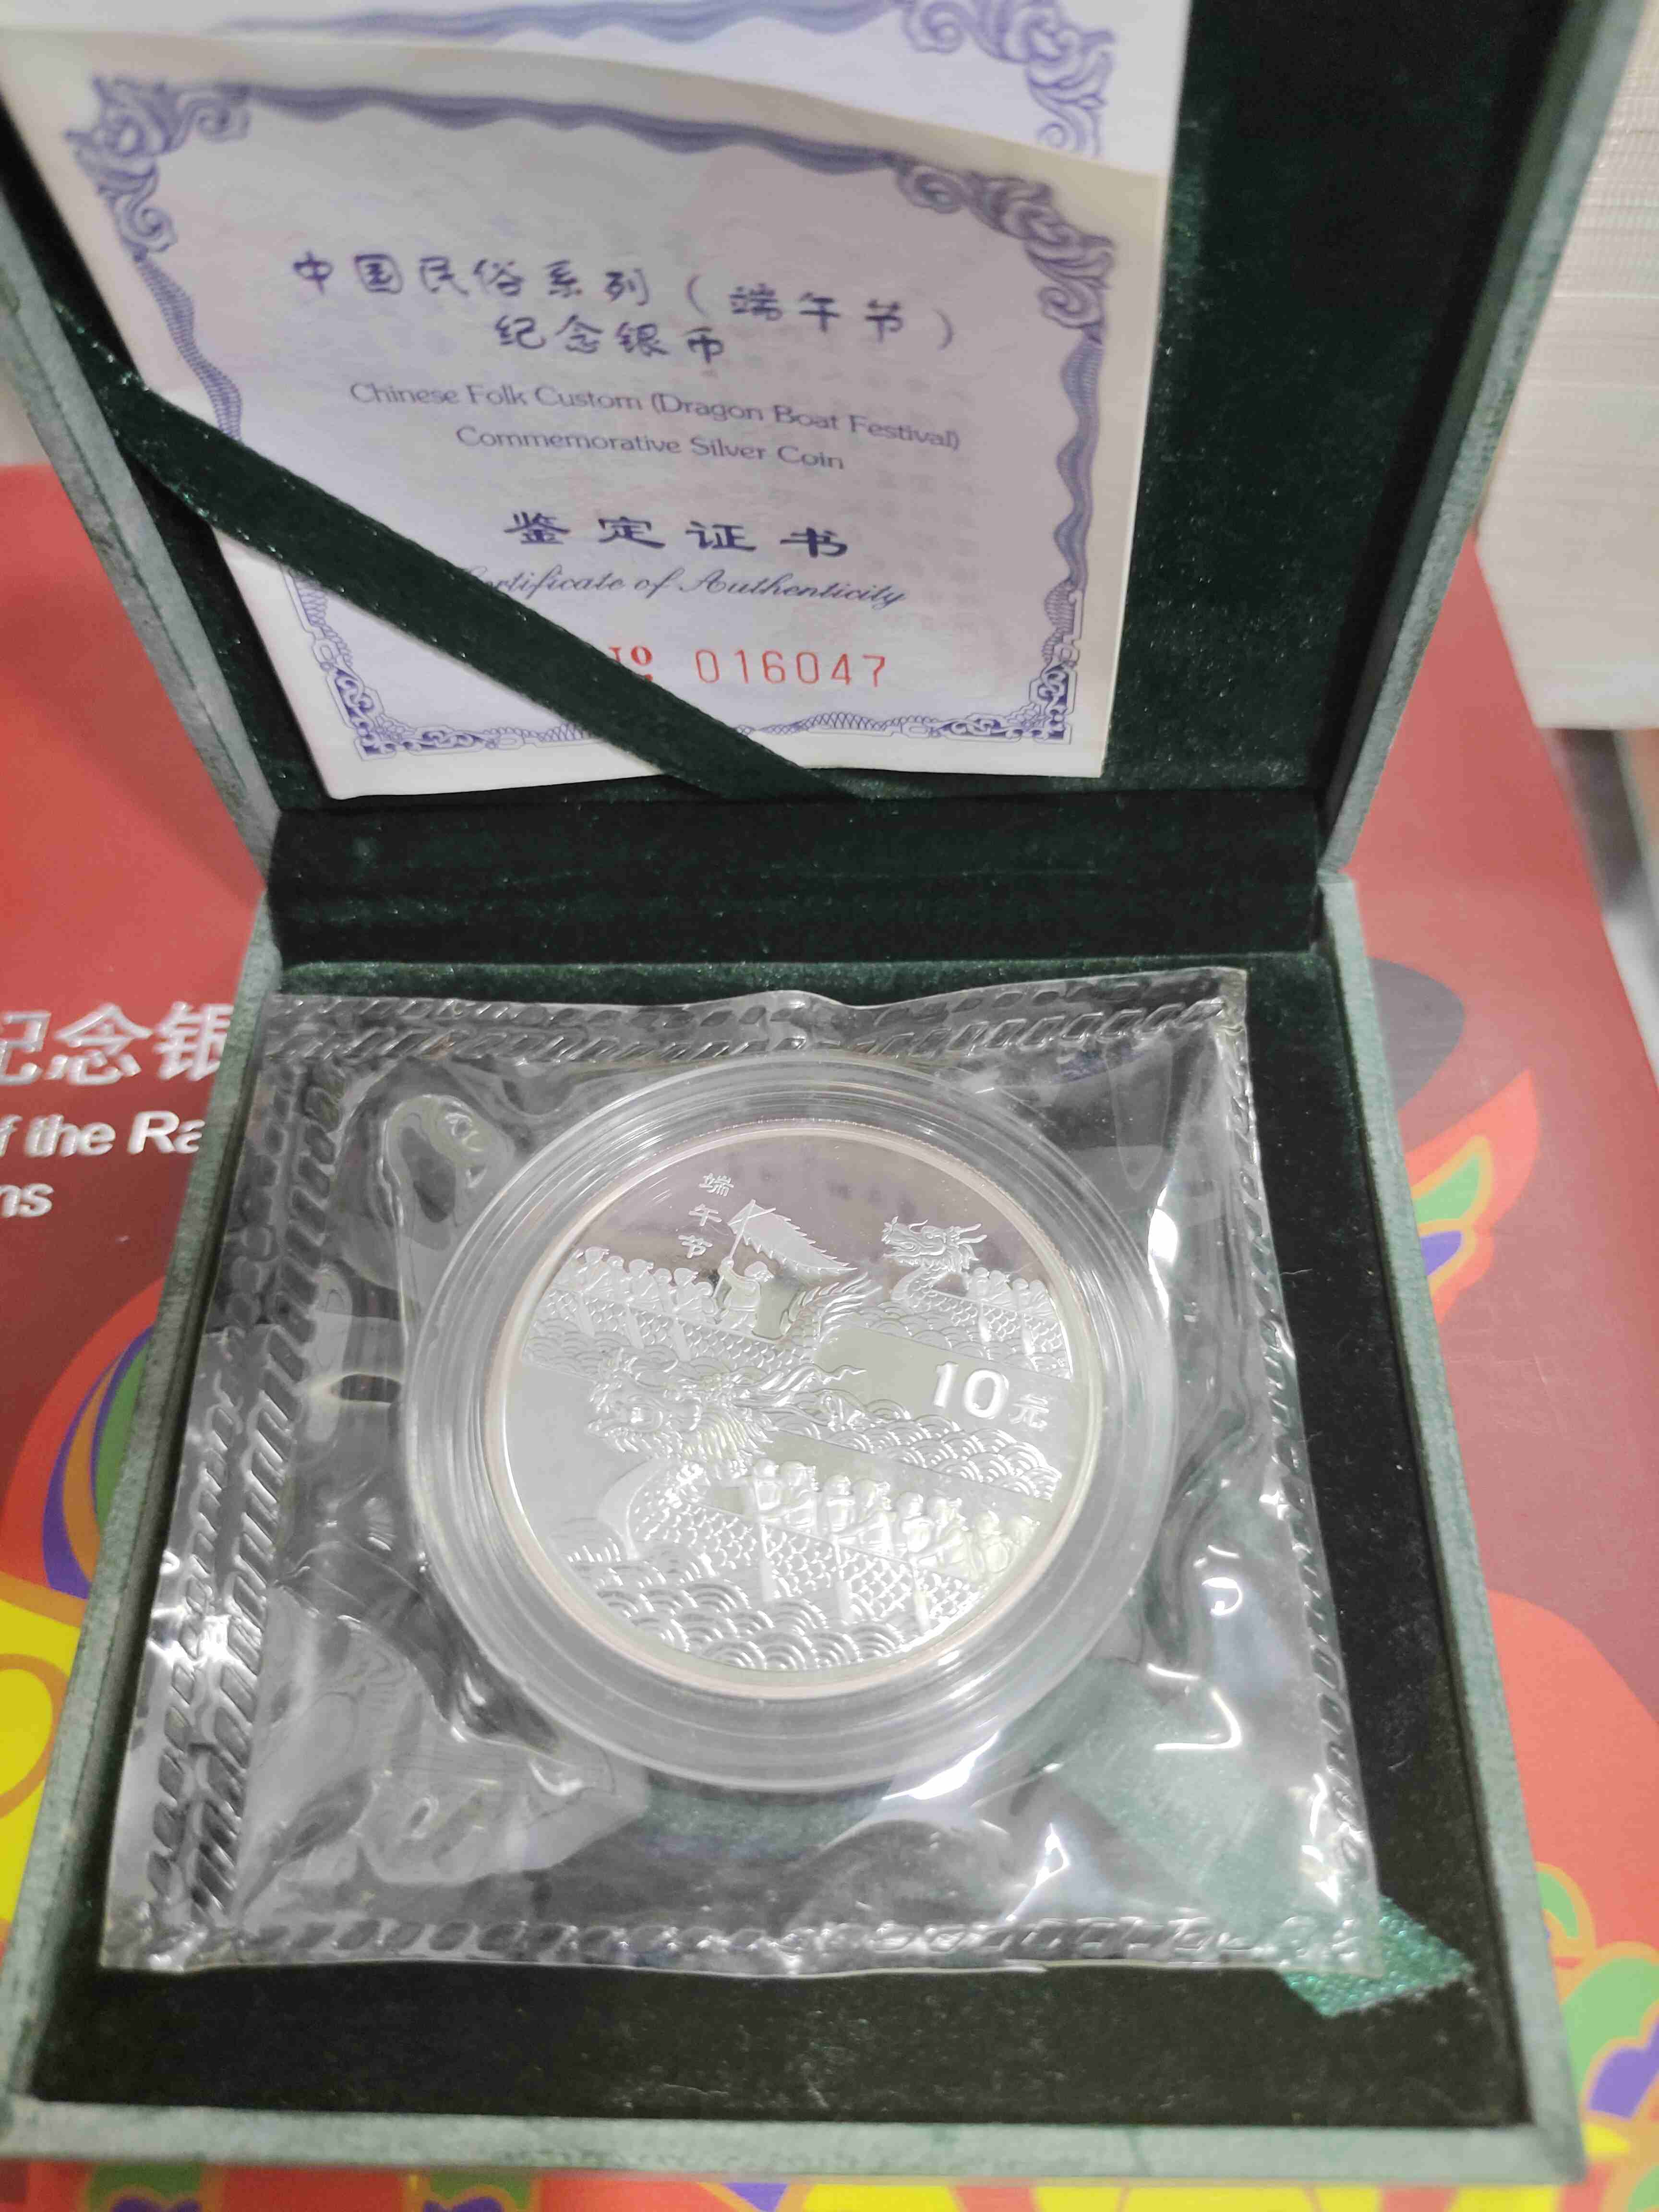 中国民俗系列（端午节）
纪念银币
Chinese Folk Custom (Dragon Boat Festival)
Commemorative Silver Coin
鉴定证书
Certificate of Authenticity
№ 016047
纪念银
f the Ra
ns
端午节
10元